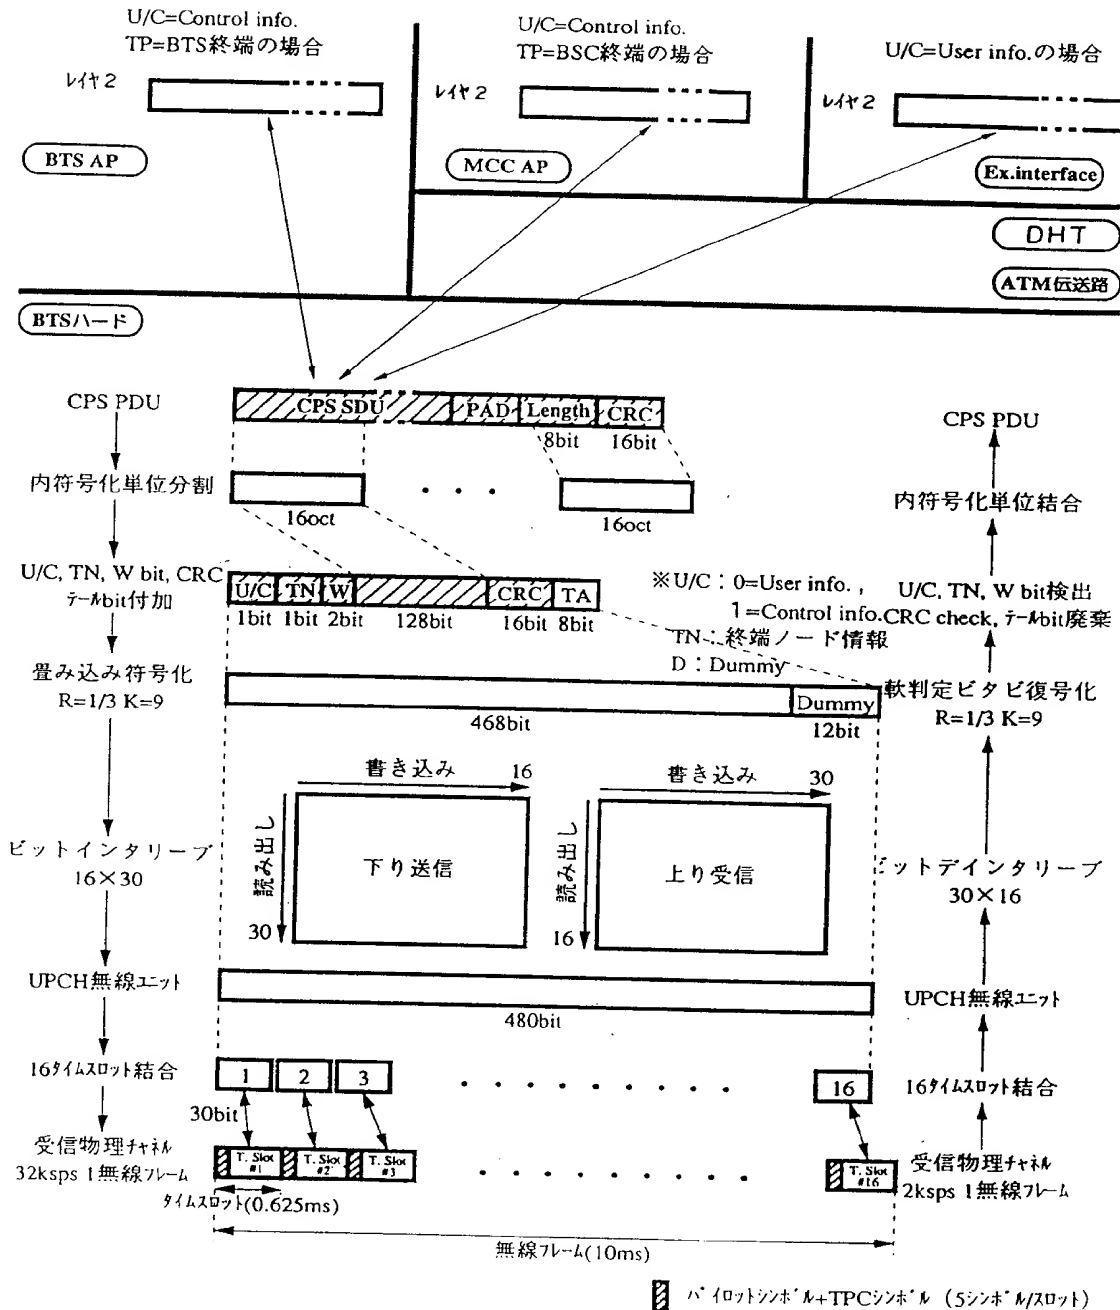 U/C=Control info.
TP=BTS終端の場合
U/C=Control info.
TP=BSC終端の場合
U/C=User info.の場合
ﾚｲﾔ2
ﾚｲﾔ2
ﾚｲﾔ2
BTS AP
MCC AP
Ex.interface
DHT
ATM伝送路
BTSハード
CPS PDU
CPS SDU
PAD
Length
CRC
8bit
16bit
CPS PDU
内符号化単位分割
16oct
・ ・ ・
16oct
内符号化単位結合
U/C, TN, W bit, CRC
ﾃｰﾙbit付加
U/C
TN
W
CRC
TA
1bit
1bit
2bit
128bit
16bit
8bit
※U/C：0=User info.,
1=Control info.
TN：終端ノード情報
D：Dummy
U/C, TN, W bit検出
CRC check, ﾃｰﾙbit廃棄
畳み込み符号化
R=1/3 K=9
Dummy
468bit
12bit
軟判定ビタビ復号化
R=1/3 K=9
書き込み
16
書き込み
30
読み出し
下り送信
30
読み出し
上り受信
16
ビットインタリーブ
16×30
ビットデインタリーブ
30×16
UPCH無線ﾕﾆｯﾄ
480bit
UPCH無線ﾕﾆｯﾄ
16ﾀｲﾑｽﾛｯﾄ結合
1
2
3
・ ・ ・ ・ ・ ・ ・ ・ ・
16
16ﾀｲﾑｽﾛｯﾄ結合
30bit
受信物理ﾁｬﾈﾙ
32ksps 1無線ﾌﾚｰﾑ
T. Slot
#1
T. Slot
#2
T. Slot
#3
・ ・ ・ ・ ・ ・ ・ ・ ・
T. Slot
#16
受信物理ﾁｬﾈﾙ
2ksps 1無線ﾌﾚｰﾑ
ﾀｲﾑｽﾛｯﾄ(0.625ms)
無線ﾌﾚｰﾑ(10ms)
ﾊﾟｲﾛｯﾄｼﾝﾎﾞﾙ+TPCｼﾝﾎﾞﾙ (5ｼﾝﾎﾞﾙ/ｽﾛｯﾄ)